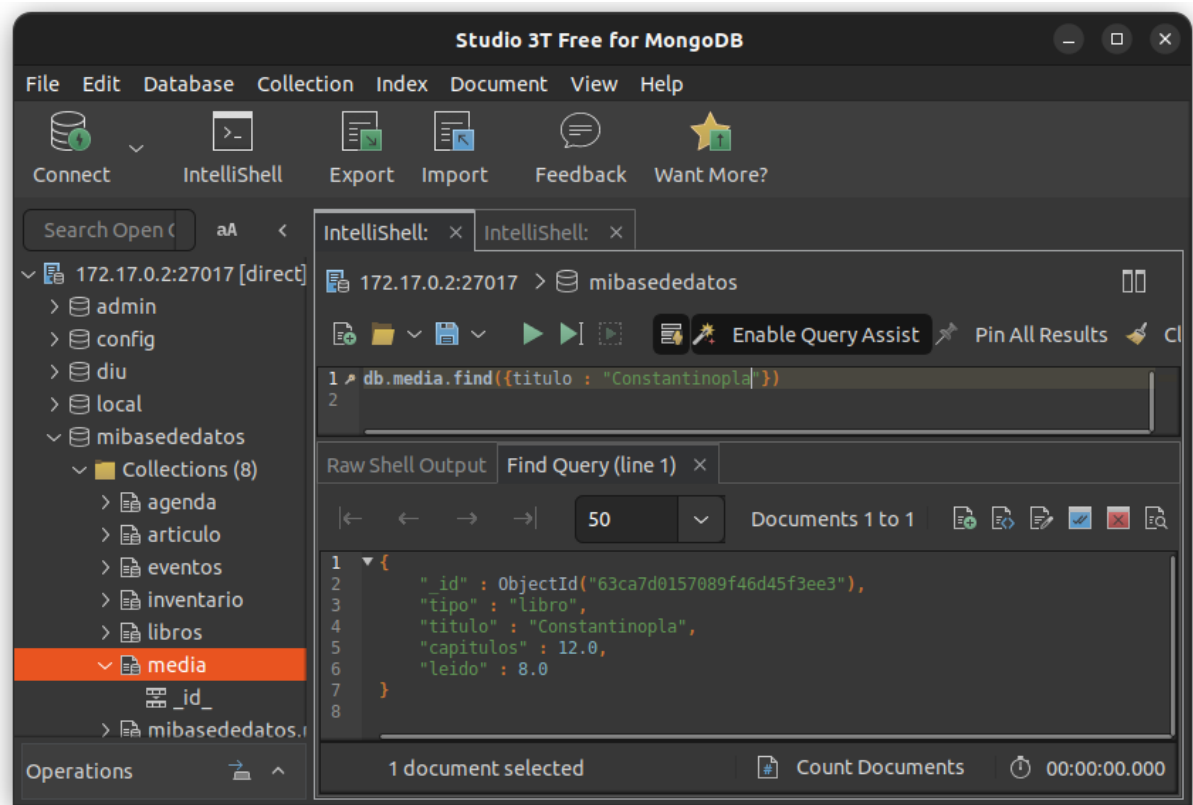 Studio 3T Free for MongoDB
File Edit Database Collection Index Document View Help
Connect IntelliShell Export Import Feedback Want More?
Search Open aA
172.17.0.2:27017 [direct]
admin
config
diu
local
mibasededatos
Collections (8)
agenda
articulo
eventos
inventario
libros
media
_id_
mibasededatos.
Operations
IntelliShell: IntelliShell:
172.17.0.2:27017 > mibasededatos
Enable Query Assist Pin All Results Cl
1 db.media.find({titulo : "Constantinopla"})
2
Raw Shell Output Find Query (line 1)
50 Documents 1 to 1
1 {
2 "_id" : ObjectId("63ca7d0157089f46d45f3ee3"),
3 "tipo" : "libro",
4 "titulo" : "Constantinopla",
5 "capitulos" : 12.0,
6 "leido" : 8.0
7 }
8
1 document selected Count Documents 00:00:00.000